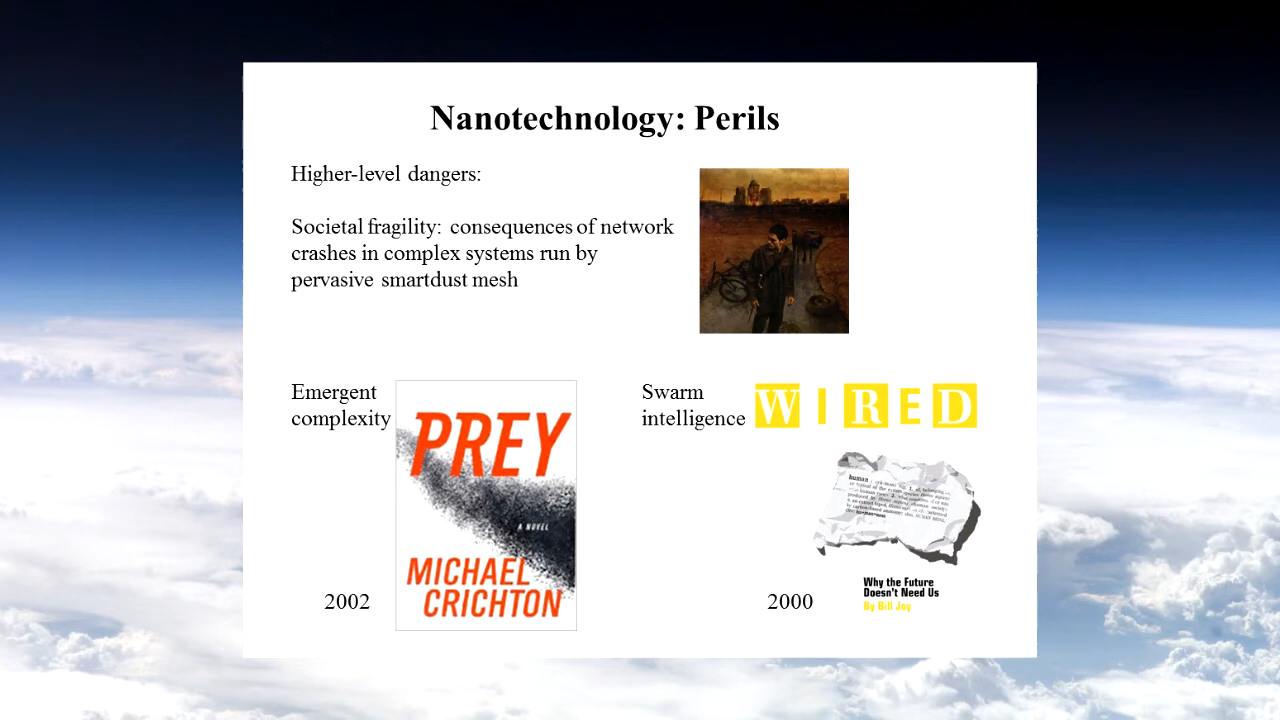 Nanotechnology: Perils
Higher-level dangers:
Societal fragility: consequences of network
crashes in complex systems run by
pervasive smartdust mesh
Emergent
complexity
PREY
A NOVEL
MICHAEL
CRICHTON
2002
Swarm
intelligence
WIRED
human
Why the Future
Doesn't Need Us
By Bill Joy
2000